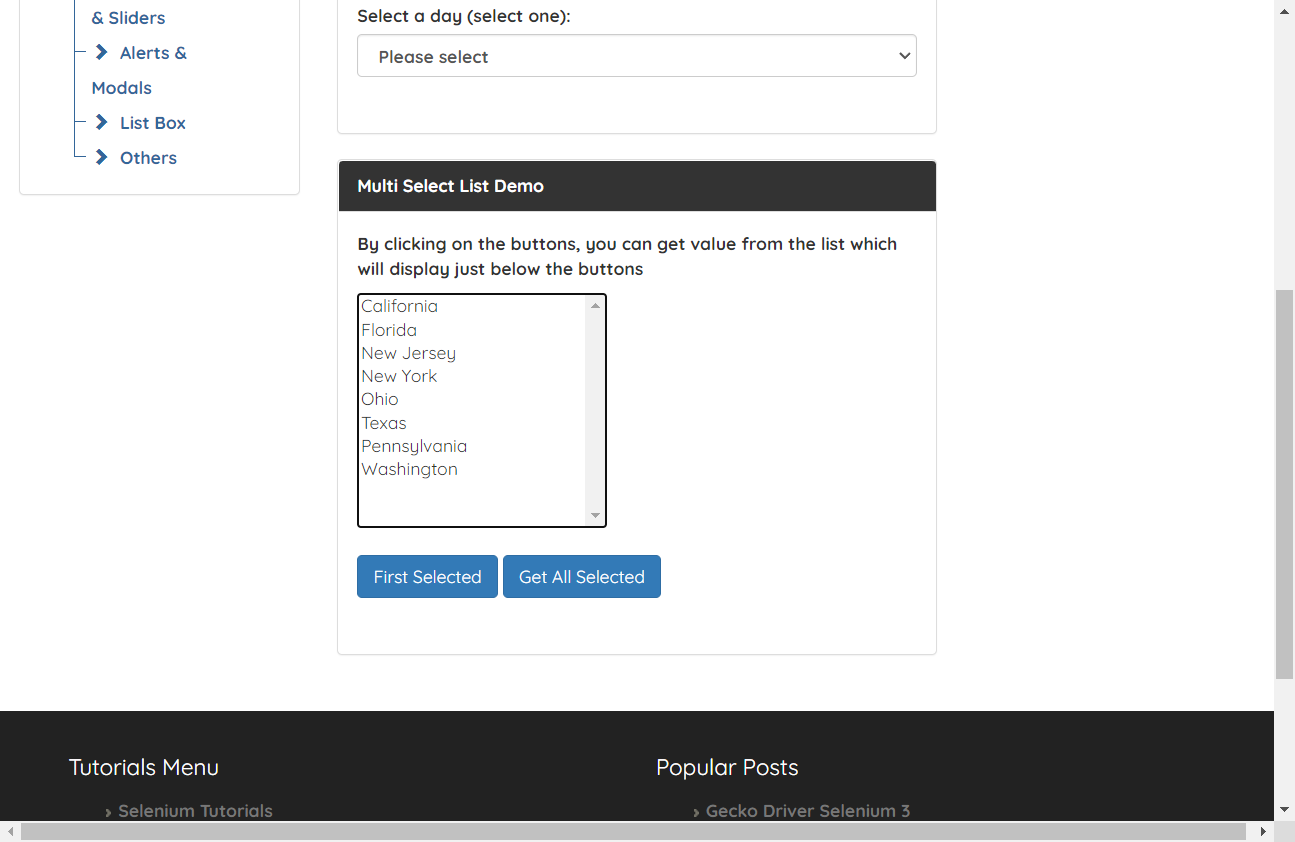 & Sliders
Alerts &
Modals
List Box
Others
Select a day (select one):
Please select
Multi Select List Demo
By clicking on the buttons, you can get value from the list which
will display just below the buttons
California
Florida
New Jersey
New York
Ohio
Texas
Pennsylvania
Washington
First Selected
Get All Selected
Tutorials Menu
Selenium Tutorials
Popular Posts
Gecko Driver Selenium 3